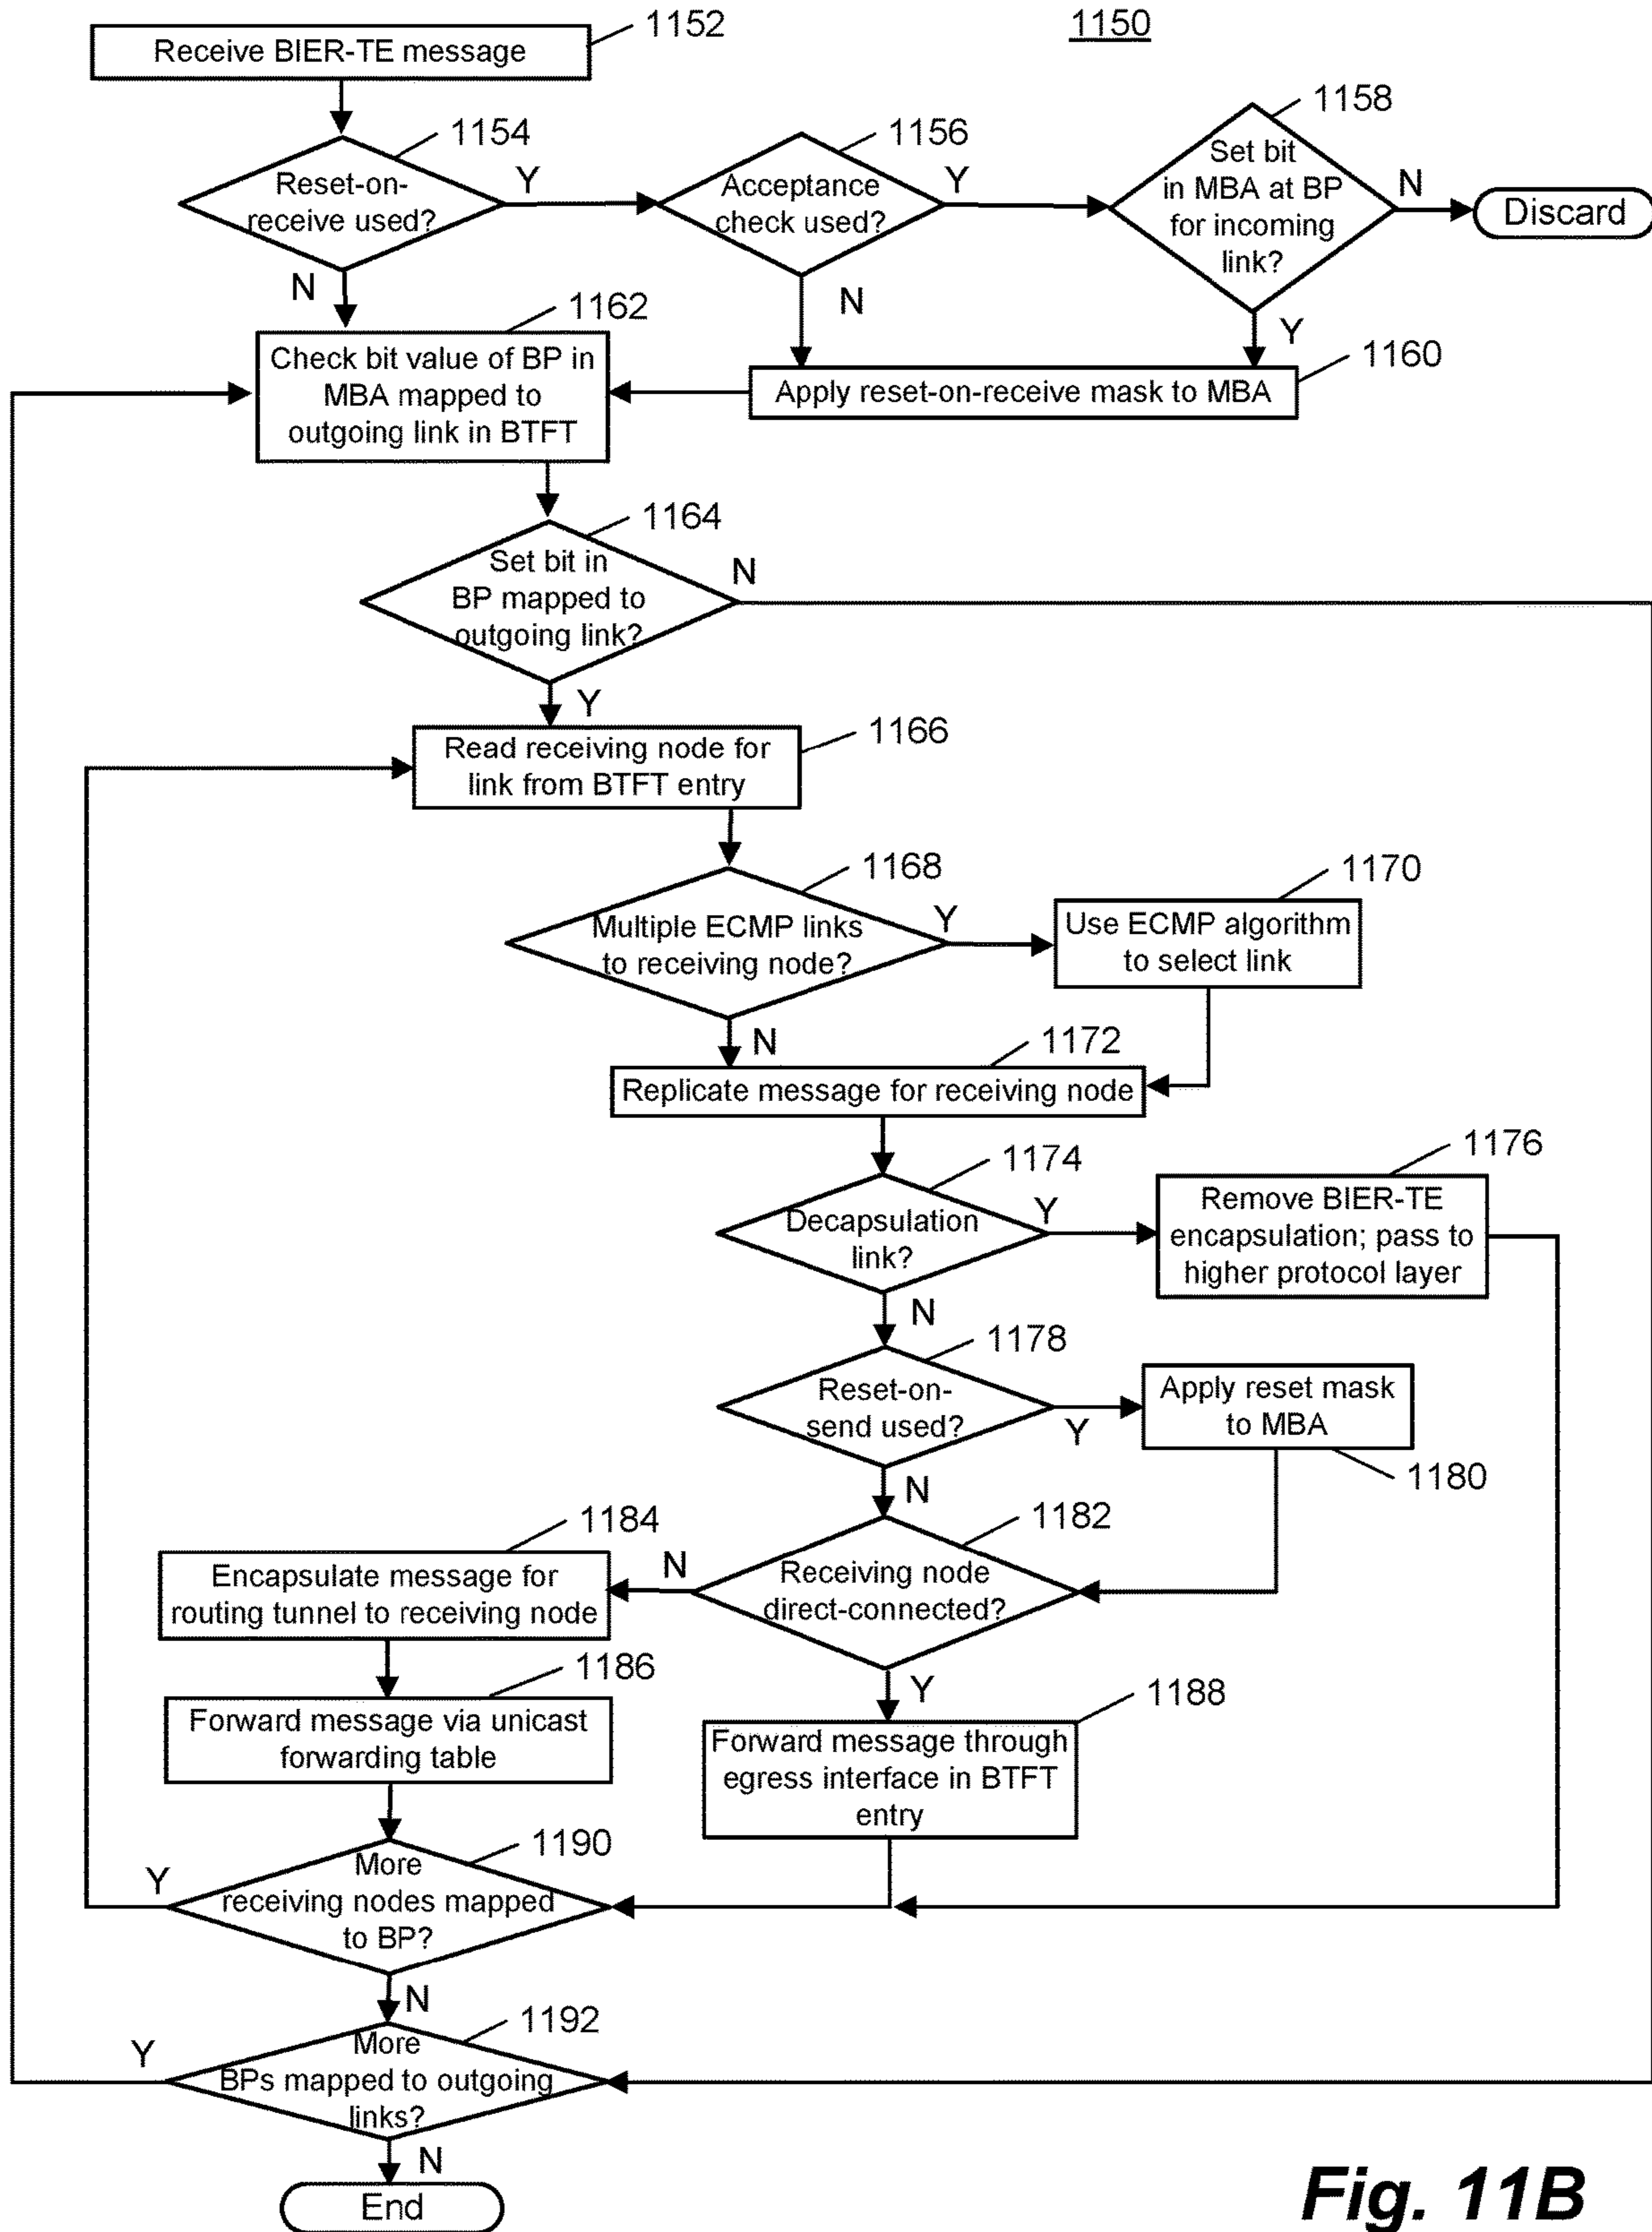 1150
Receive BIER-TE message
1152
1154
Reset-on-
receive used?
Y
N
1156
Acceptance
check used?
Y
N
1158
Set bit
in MBA at BP
for incoming
link?
N
Y
Discard
1160
Apply reset-on-receive mask to MBA
1162
Check bit value of BP in
MBA mapped to
outgoing link in BTFT
1164
Set bit in
BP mapped to
outgoing link?
N
Y
1166
Read receiving node for
link from BTFT entry
1168
Multiple ECMP links
to receiving node?
Y
N
1170
Use ECMP algorithm
to select link
1172
Replicate message for receiving node
1174
Decapsulation
link?
Y
N
1176
Remove BIER-TE
encapsulation; pass to
higher protocol layer
1178
Reset-on-
send used?
Y
N
Apply reset mask
to MBA
1180
1182
Receiving node
direct-connected?
N
Y
1184
Encapsulate message for
routing tunnel to receiving node
1186
Forward message via unicast
forwarding table
1188
Forward message through
egress interface in BTFT
entry
1190
More
receiving nodes mapped
to BP?
Y
N
1192
More
BPs mapped to outgoing
links?
Y
N
End
Fig. 11B